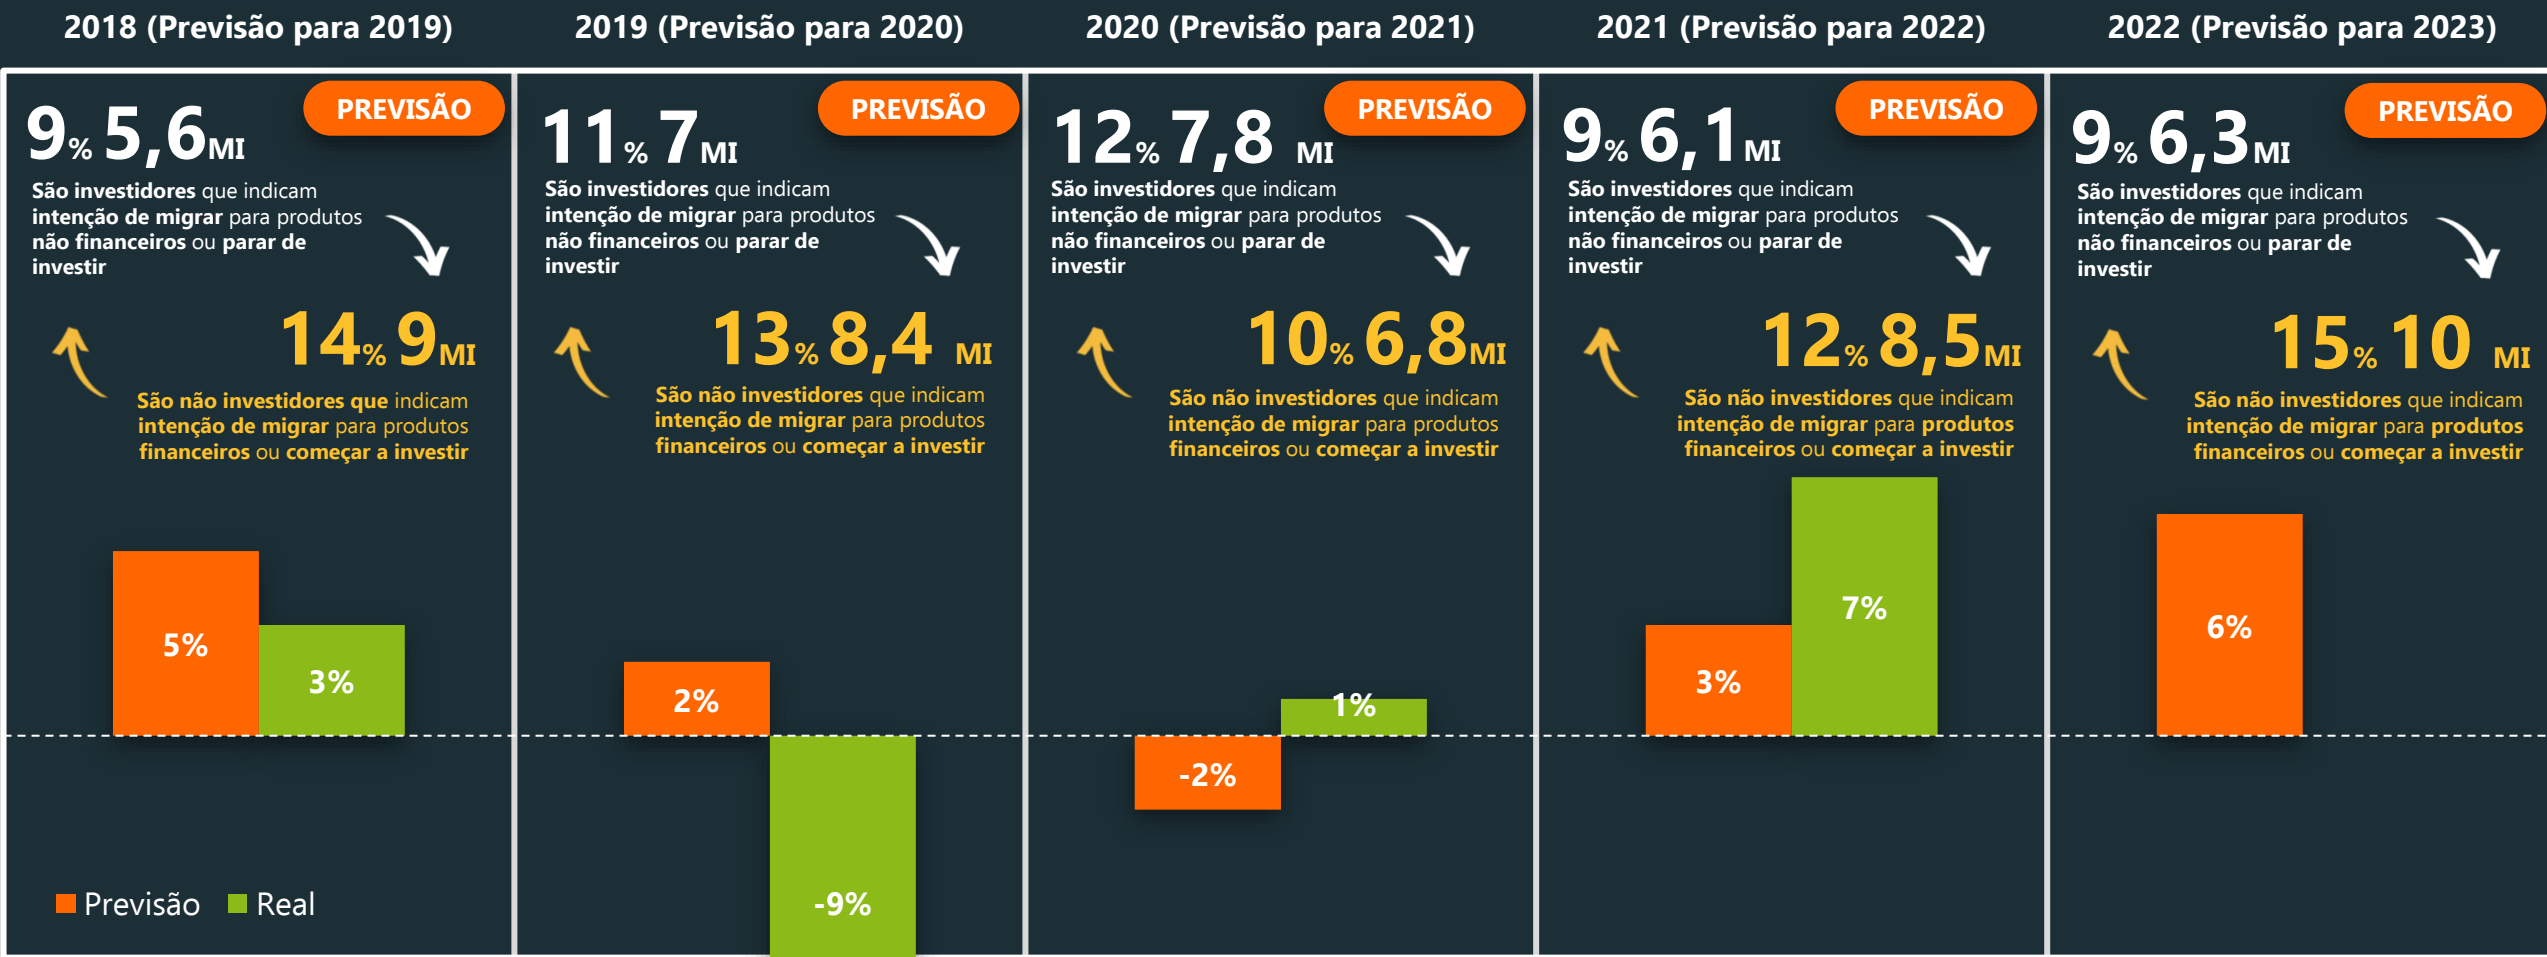 2018 (Previsão para 2019)
9% 5,6MI
PREVISÃO
São investidores que indicam
intenção de migrar para produtos
não financeiros ou parar de
investir
14% 9MI
São não investidores que indicam
intenção de migrar para produtos
financeiros ou começar a investir
5%
3%
Previsão
Real
2019 (Previsão para 2020)
11% 7MI
PREVISÃO
São investidores que indicam
intenção de migrar para produtos
não financeiros ou parar de
investir
13% 8,4 MI
São não investidores que indicam
intenção de migrar para produtos
financeiros ou começar a investir
2%
-9%
2020 (Previsão para 2021)
12% 7,8 MI
PREVISÃO
São investidores que indicam
intenção de migrar para produtos
não financeiros ou parar de
investir
10% 6,8MI
São não investidores que indicam
intenção de migrar para produtos
financeiros ou começar a investir
1%
-2%
2021 (Previsão para 2022)
9% 6,1MI
PREVISÃO
São investidores que indicam
intenção de migrar para produtos
não financeiros ou parar de
investir
12% 8,5MI
São não investidores que indicam
intenção de migrar para produtos
financeiros ou começar a investir
3%
7%
2022 (Previsão para 2023)
9% 6,3MI
PREVISÃO
São investidores que indicam
intenção de migrar para produtos
não financeiros ou parar de
investir
15% 10 MI
São não investidores que indicam
intenção de migrar para produtos
financeiros ou começar a investir
6%